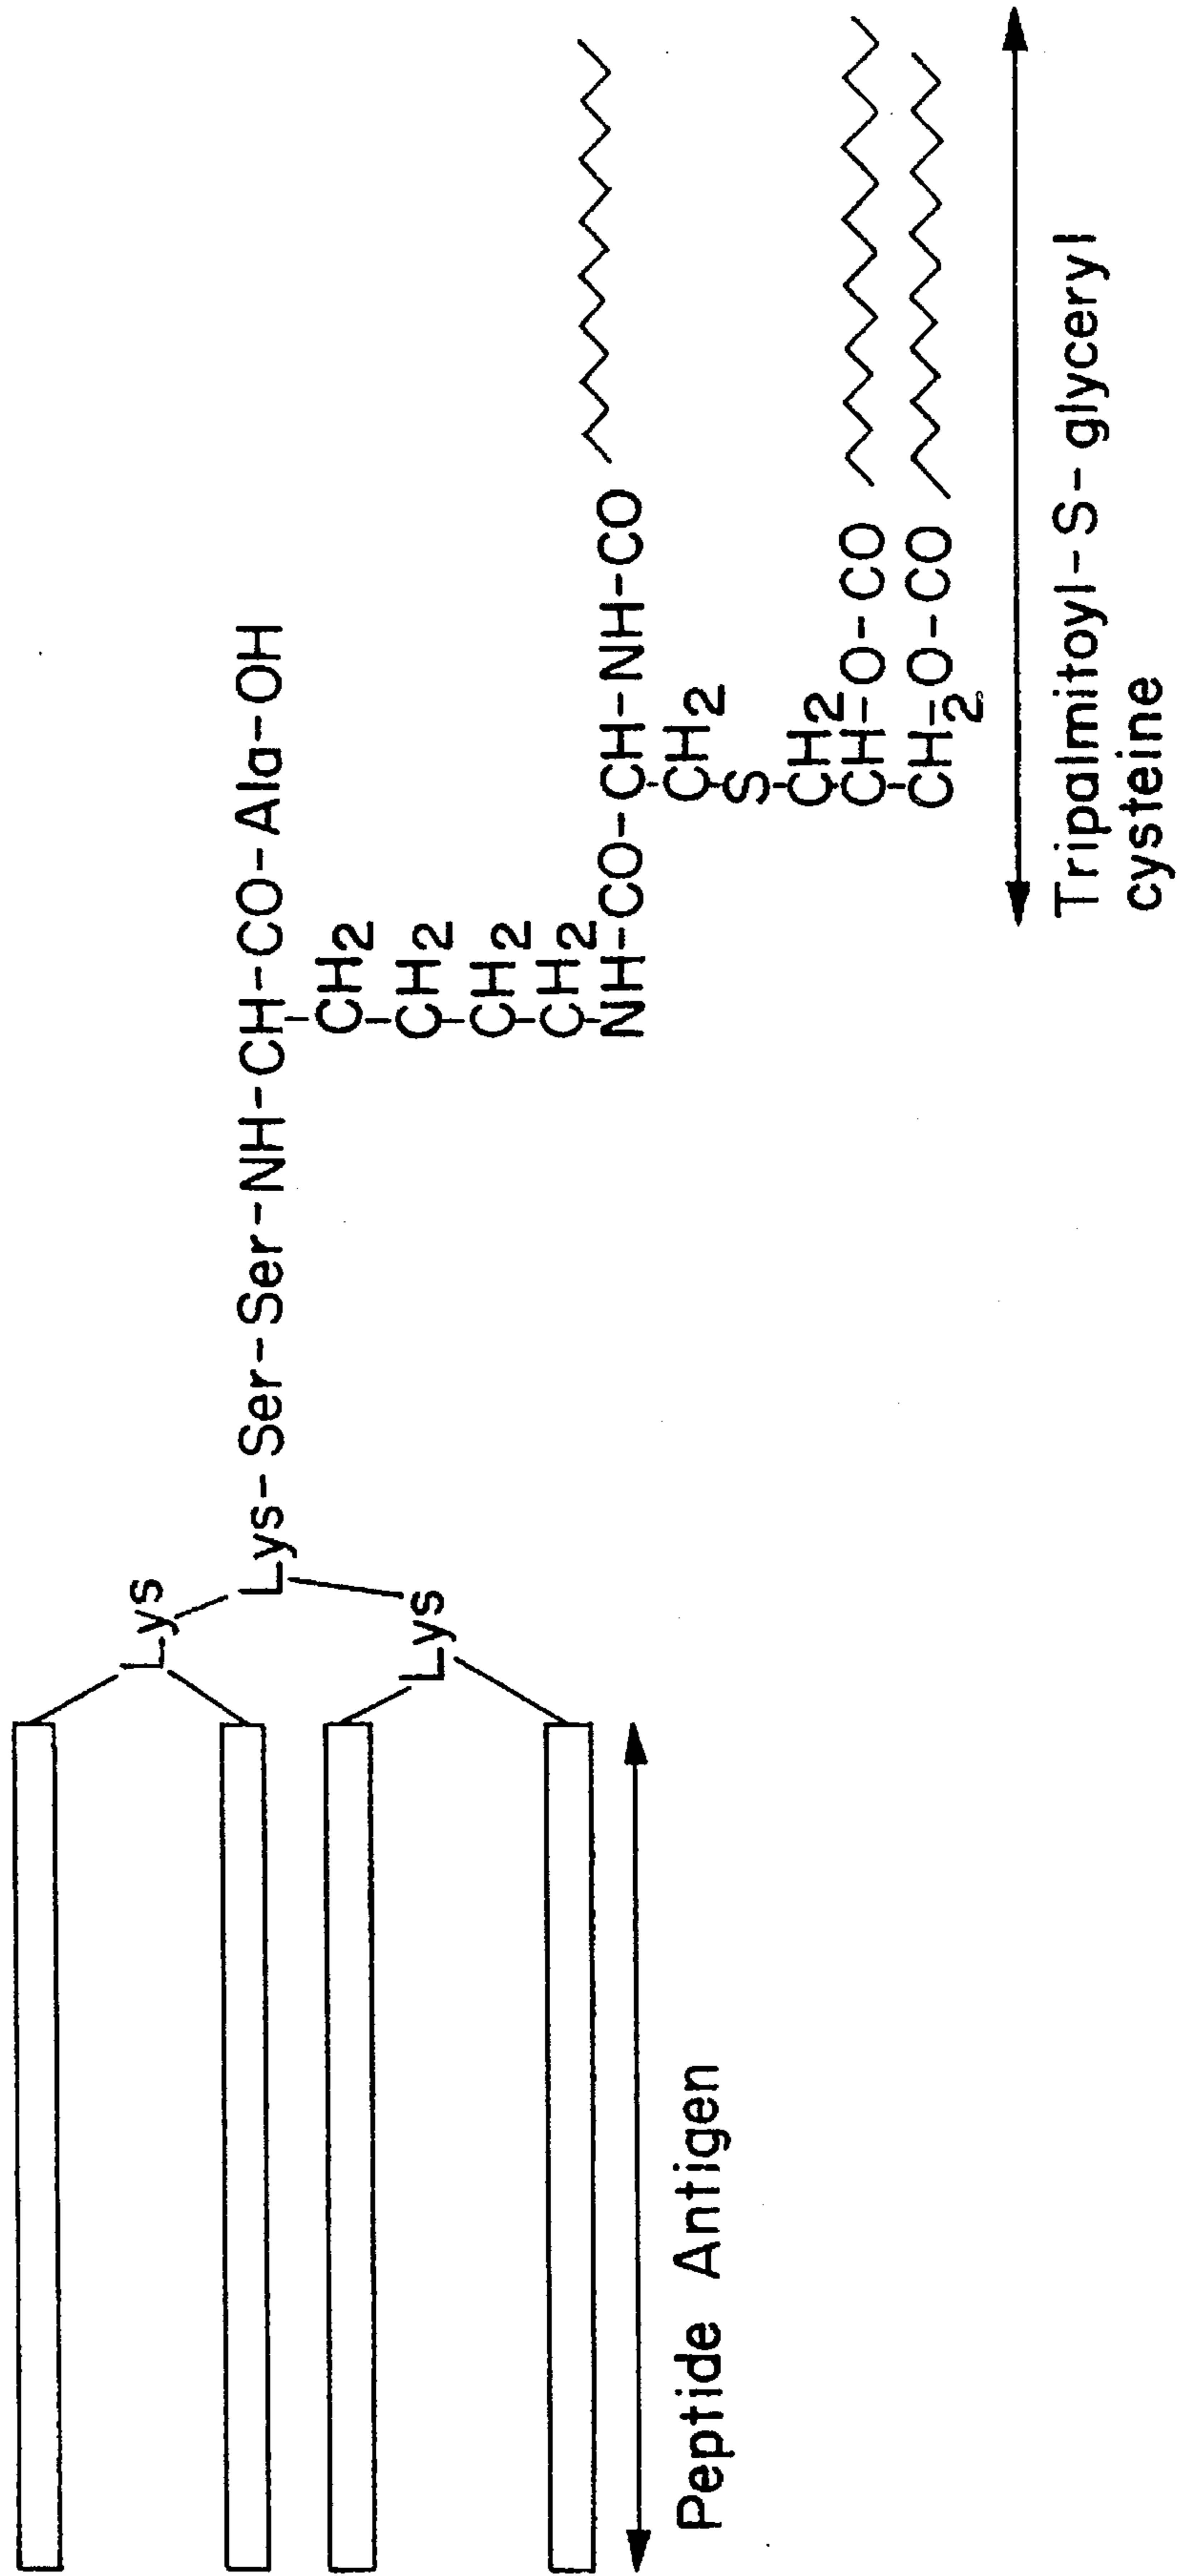 Lys
Lys-Ser-Ser-NH-CH-CO-Ala-OH
Lys
CH2
CH2
CH2
CH2
NH-CO-CH-NH-CO
CH2
S
CH2
CH-O-CO
CH2-O-CO
Peptide Antigen
Tripalmitoyl-S-glyceryl
cysteine